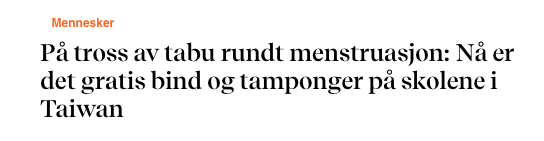 Mennesker
På tross av tabu rundt menstruasjon: Nå er
det gratis bind og tamponger på skolene i
Taiwan